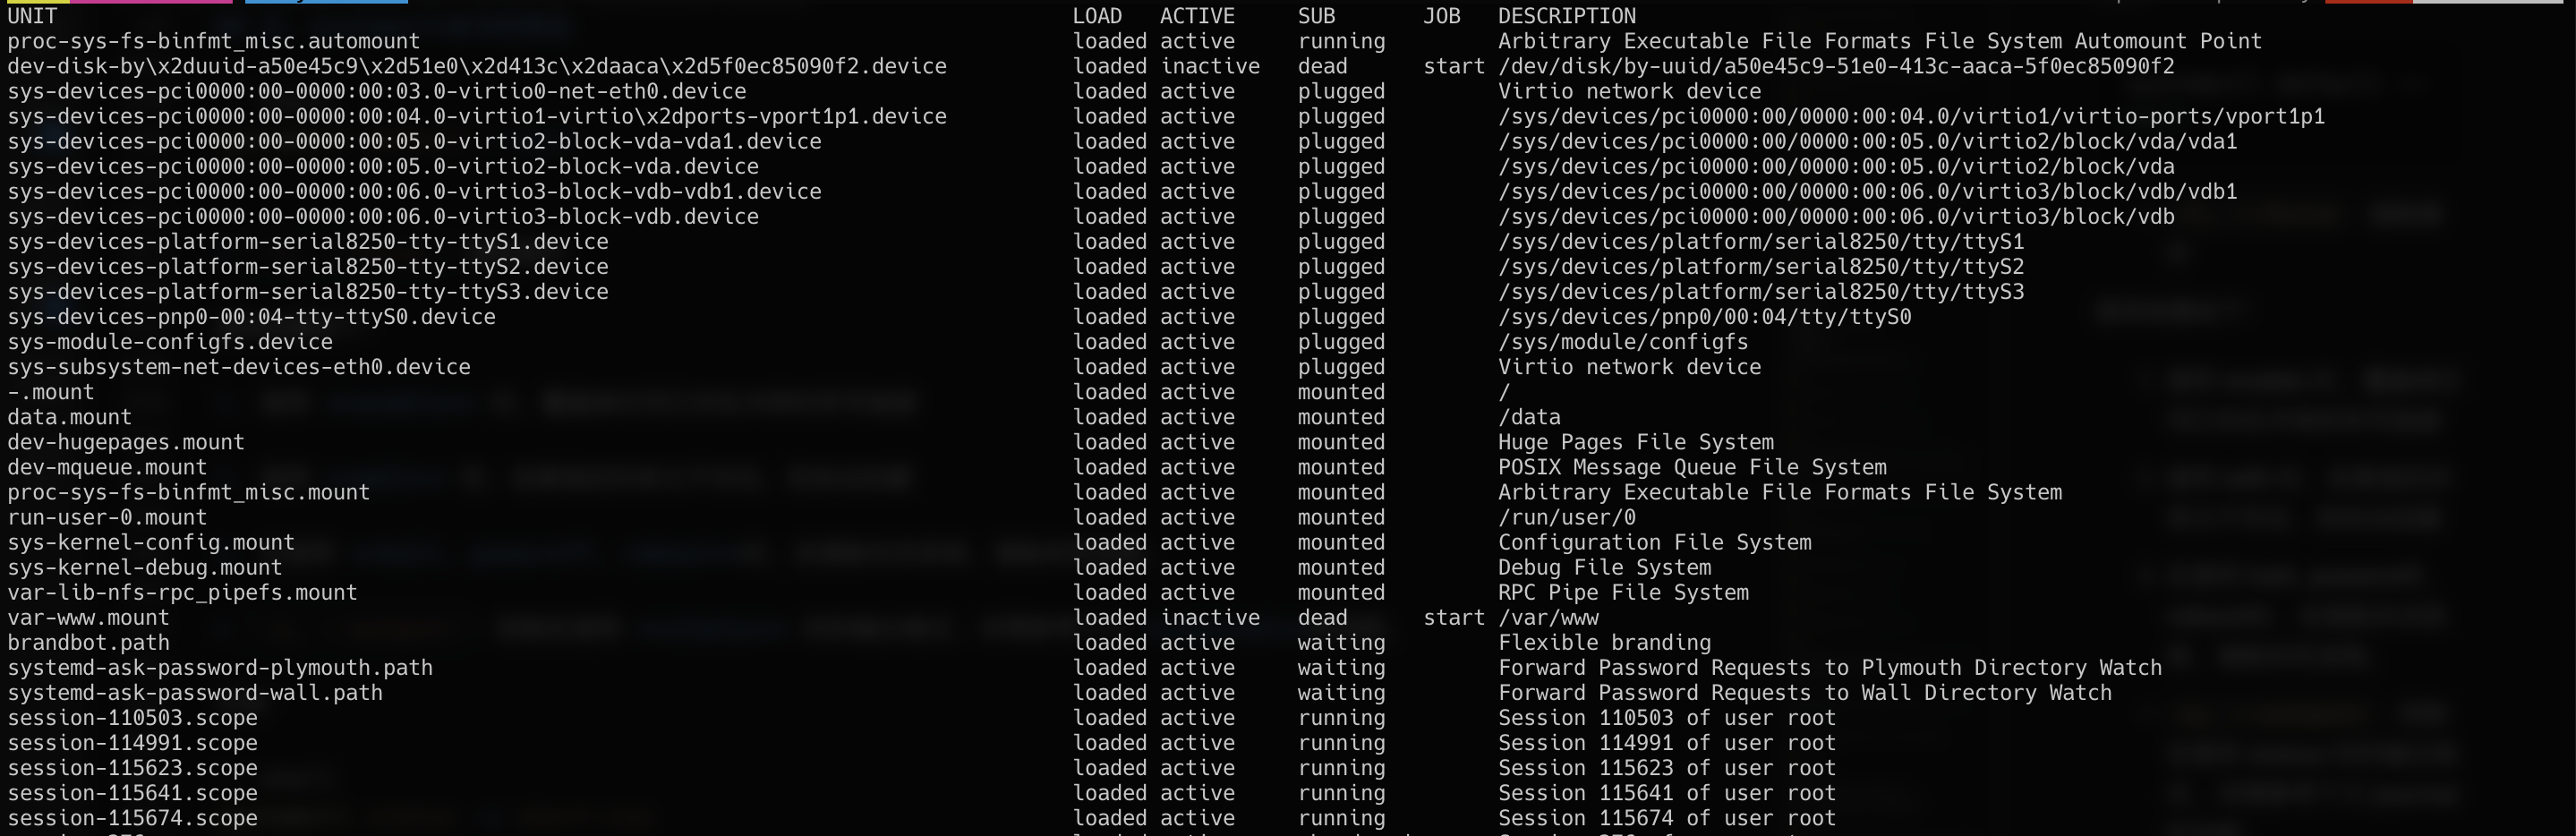 UNIT LOAD ACTIVE SUB JOB DESCRIPTION
proc-sys-fs-binfmt_misc.automount loaded active running Arbitrary Executable File Formats File System Automount Point
dev-disk-by\x2duuid-a50e45c9\x2d51e0\x2d413c\x2daaca\x2d5f0ec85090f2.device loaded inactive dead start /dev/disk/by-uuid/a50e45c9-51e0-413c-aaca-5f0ec85090f2
sys-devices-pci0000:00-0000:00:03.0-virtio0-net-eth0.device loaded active plugged Virtio network device
sys-devices-pci0000:00-0000:00:04.0-virtio1-virtio\x2dports-vport1p1.device loaded active plugged /sys/devices/pci0000:00/0000:00:04.0/virtio1/virtio-ports/vport1p1
sys-devices-pci0000:00-0000:00:05.0-virtio2-block-vda-vda1.device loaded active plugged /sys/devices/pci0000:00/0000:00:05.0/virtio2/block/vda/vda1
sys-devices-pci0000:00-0000:00:05.0-virtio2-block-vda.device loaded active plugged /sys/devices/pci0000:00/0000:00:05.0/virtio2/block/vda
sys-devices-pci0000:00-0000:00:06.0-virtio3-block-vdb-vdb1.device loaded active plugged /sys/devices/pci0000:00/0000:00:06.0/virtio3/block/vdb/vdb1
sys-devices-pci0000:00-0000:00:06.0-virtio3-block-vdb.device loaded active plugged /sys/devices/pci0000:00/0000:00:06.0/virtio3/block/vdb
sys-devices-platform-serial8250-tty-ttyS1.device loaded active plugged /sys/devices/platform/serial8250/tty/ttyS1
sys-devices-platform-serial8250-tty-ttyS2.device loaded active plugged /sys/devices/platform/serial8250/tty/ttyS2
sys-devices-platform-serial8250-tty-ttyS3.device loaded active plugged /sys/devices/platform/serial8250/tty/ttyS3
sys-devices-pnp0-00:04-tty-ttyS0.device loaded active plugged /sys/devices/pnp0/00:04/tty/ttyS0
sys-module-configfs.device loaded active plugged /sys/module/configfs
sys-subsystem-net-devices-eth0.device loaded active plugged Virtio network device
-.mount loaded active mounted /
data.mount loaded active mounted /data
dev-hugepages.mount loaded active mounted Huge Pages File System
dev-mqueue.mount loaded active mounted POSIX Message Queue File System
proc-sys-fs-binfmt_misc.mount loaded active mounted Arbitrary Executable File Formats File System
run-user-0.mount loaded active mounted /run/user/0
sys-kernel-config.mount loaded active mounted Configuration File System
sys-kernel-debug.mount loaded active mounted Debug File System
var-lib-nfs-rpc_pipefs.mount loaded active mounted RPC Pipe File System
var-www.mount loaded inactive dead start /var/www
brandbot.path loaded active waiting Flexible branding
systemd-ask-password-plymouth.path loaded active waiting Forward Password Requests to Plymouth Directory Watch
systemd-ask-password-wall.path loaded active waiting Forward Password Requests to Wall Directory Watch
session-110503.scope loaded active running Session 110503 of user root
session-114991.scope loaded active running Session 114991 of user root
session-115623.scope loaded active running Session 115623 of user root
session-115641.scope loaded active running Session 115641 of user root
session-115674.scope loaded active running Session 115674 of user root